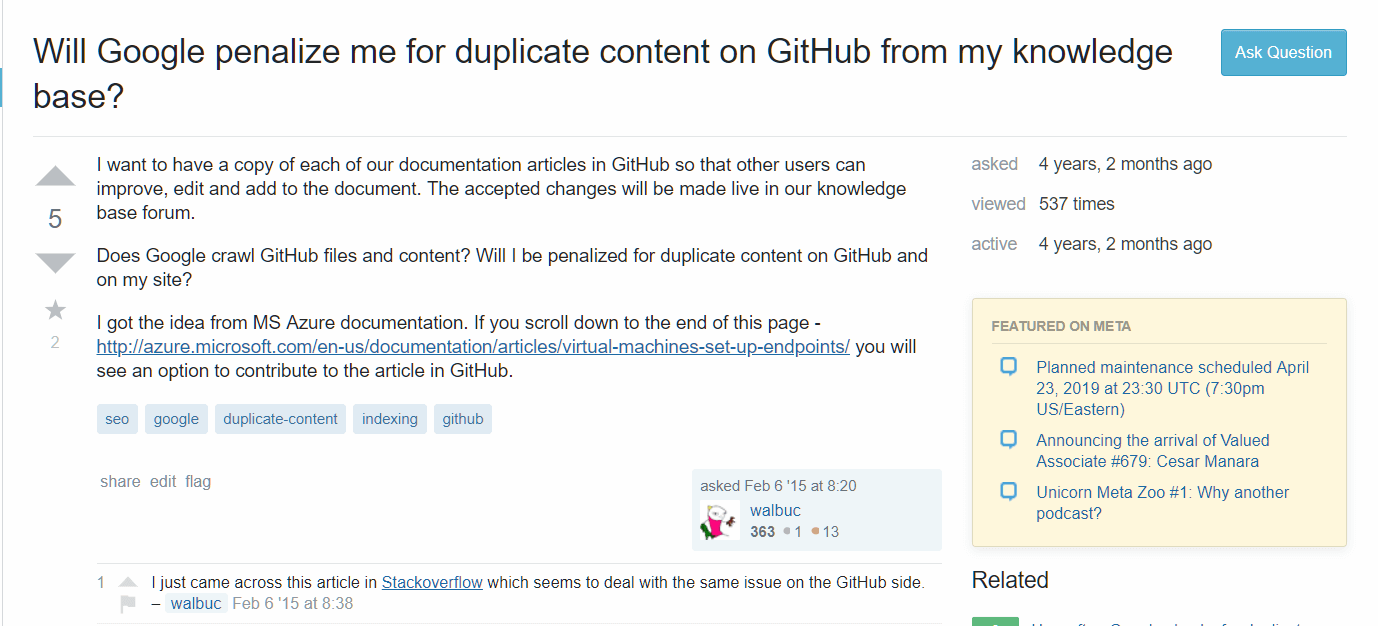 Will Google penalize me for duplicate content on GitHub from my knowledge
base?
Ask Question
5
2
I want to have a copy of each of our documentation articles in GitHub so that other users can
improve, edit and add to the document. The accepted changes will be made live in our knowledge
base forum.
Does Google crawl GitHub files and content? Will I be penalized for duplicate content on GitHub and
on my site?
I got the idea from MS Azure documentation. If you scroll down to the end of this page -
http://azure.microsoft.com/en-us/documentation/articles/virtual-machines-set-up-endpoints/ you will
see an option to contribute to the article in GitHub.
seo google duplicate-content indexing github
share edit flag
asked Feb 6 '15 at 8:20
walbuc
363 1 13
1 I just came across this article in Stackoverflow which seems to deal with the same issue on the GitHub side.
– walbuc Feb 6 '15 at 8:38
asked 4 years, 2 months ago
viewed 537 times
active 4 years, 2 months ago
FEATURED ON META
Planned maintenance scheduled April
23, 2019 at 23:30 UTC (7:30pm
US/Eastern)
Announcing the arrival of Valued
Associate #679: Cesar Manara
Unicorn Meta Zoo #1: Why another
podcast?
Related